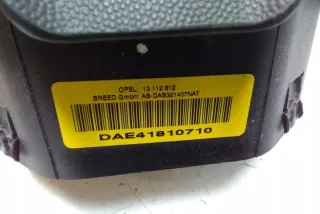 OPEL 13 112 812
BREED GmbH AB-DAB321407NAT
DAE41810710